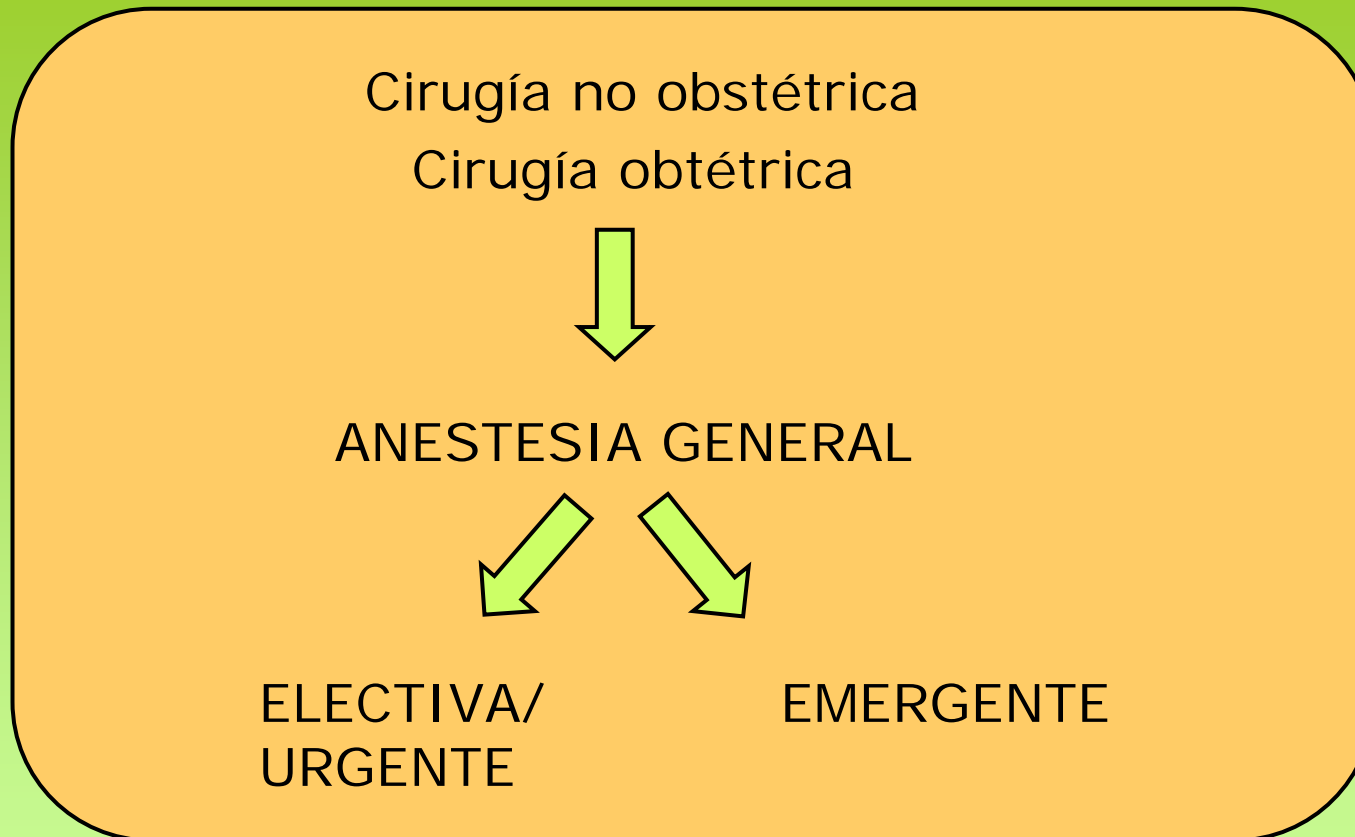 Cirugía no obstétrica
Cirugía obtétrica
ANESTESIA GENERAL
ELECTIVA/
URGENTE
EMERGENTE